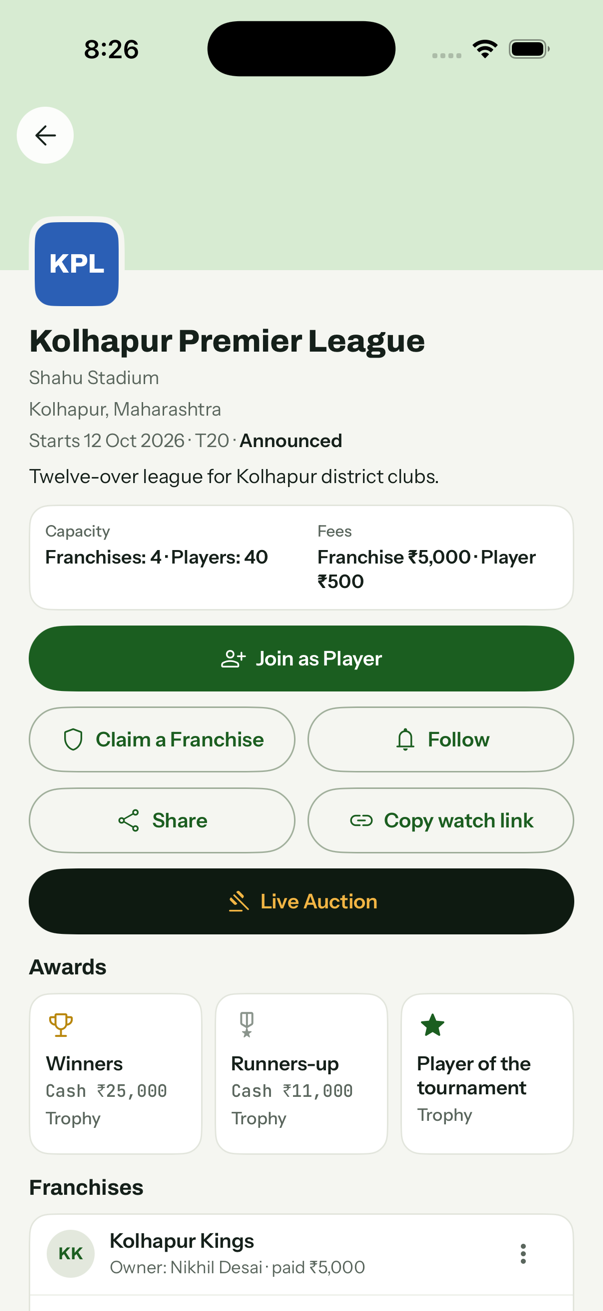 8:26
KPL
Kolhapur Premier League
Shahu Stadium
Kolhapur, Maharashtra
Starts 12 Oct 2026 · T20 · Announced
Twelve-over league for Kolhapur district clubs.
Capacity
Franchises: 4 · Players: 40
Fees
Franchise ₹5,000 · Player
₹500
Join as Player
Claim a Franchise
Follow
Share
Copy watch link
Live Auction
Awards
Winners
Cash ₹25,000
Trophy
Runners-up
Cash ₹11,000
Trophy
Player of the
tournament
Trophy
Franchises
KK
Kolhapur Kings
Owner: Nikhil Desai · paid ₹5,000